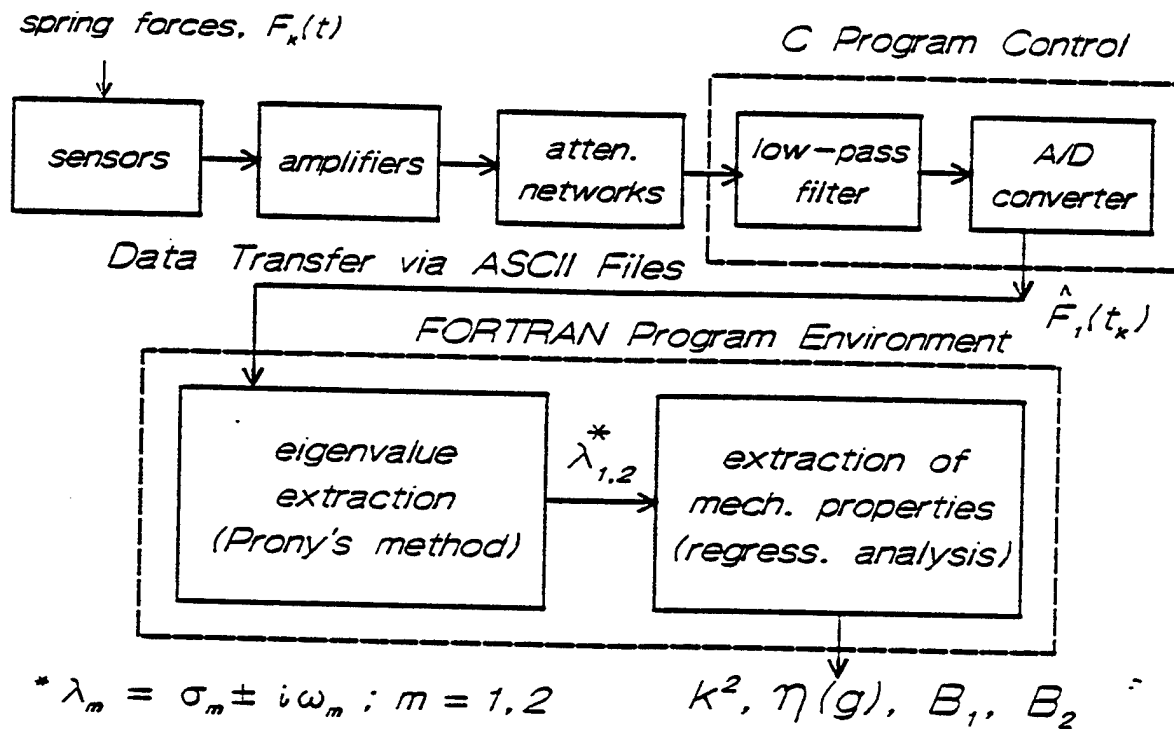 spring forces, Fₖ(t)
C Program Control
sensors
amplifiers
atten.
networks
low-pass
filter
A/D
converter
Data Transfer via ASCII Files
F̂₁(tₖ)
FORTRAN Program Environment
eigenvalue
extraction
(Prony's method)
λ*₁,₂
extraction of
mech. properties
(regress. analysis)
* λₘ = σₘ ± iωₘ ; m = 1,2
K², η(g), B₁, B₂